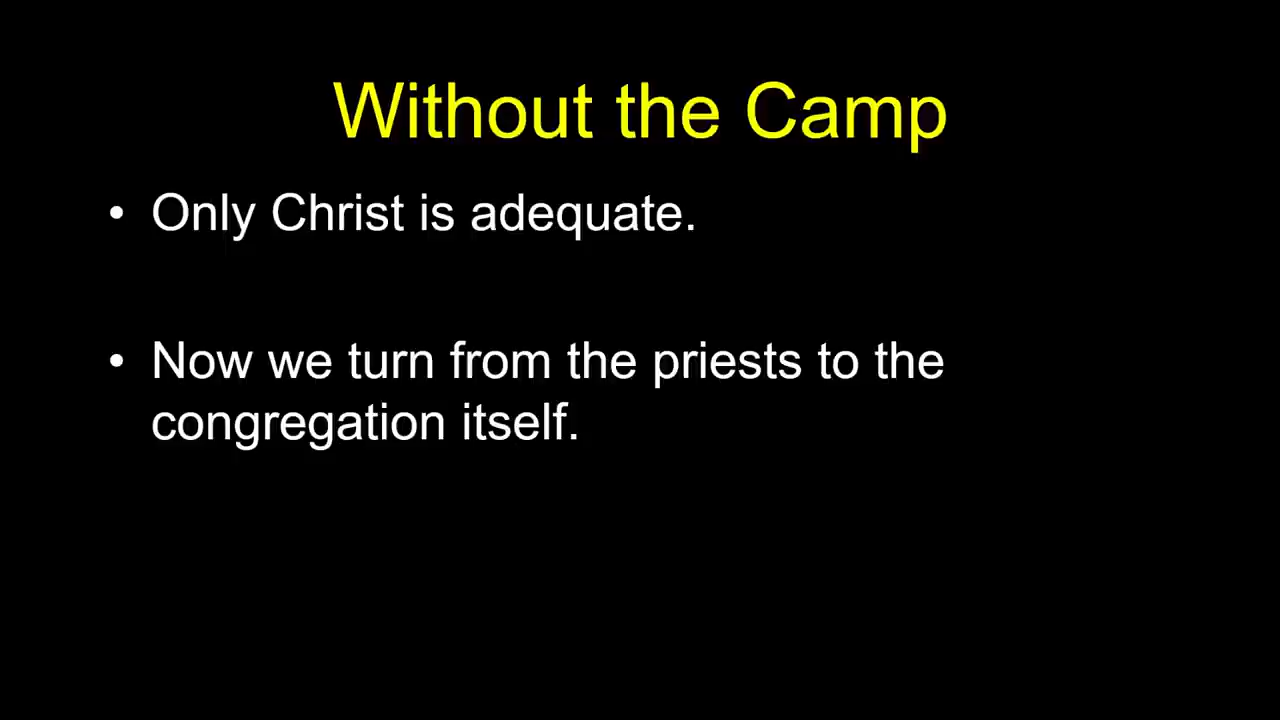 Without the Camp
• Only Christ is adequate.
• Now we turn from the priests to the
congregation itself.